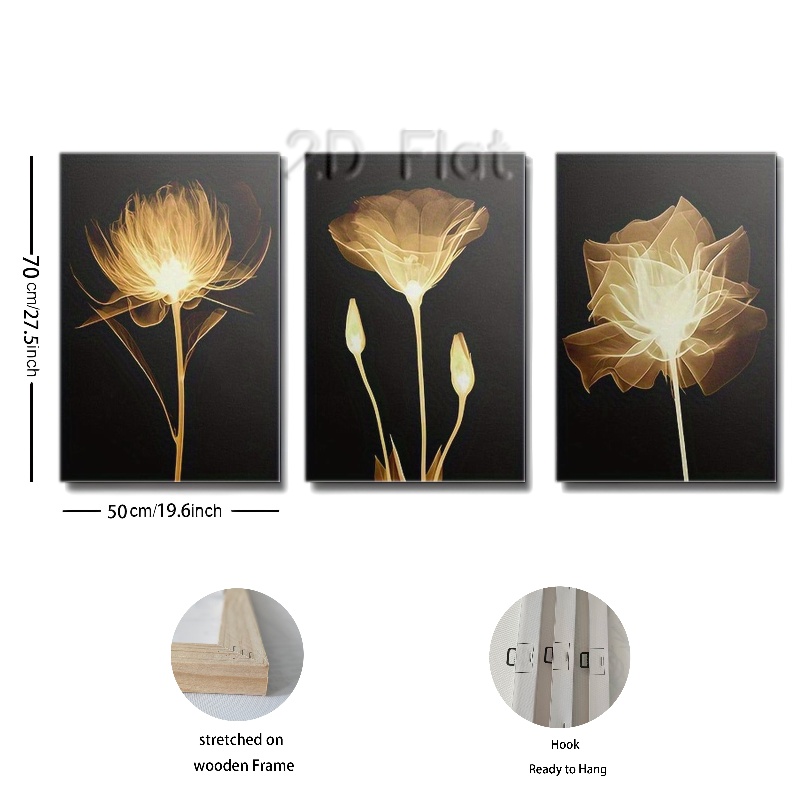 2D Flat
70 cm/27.5inch
50cm/19.6inch
stretched on
wooden Frame
Hook
Ready to Hang